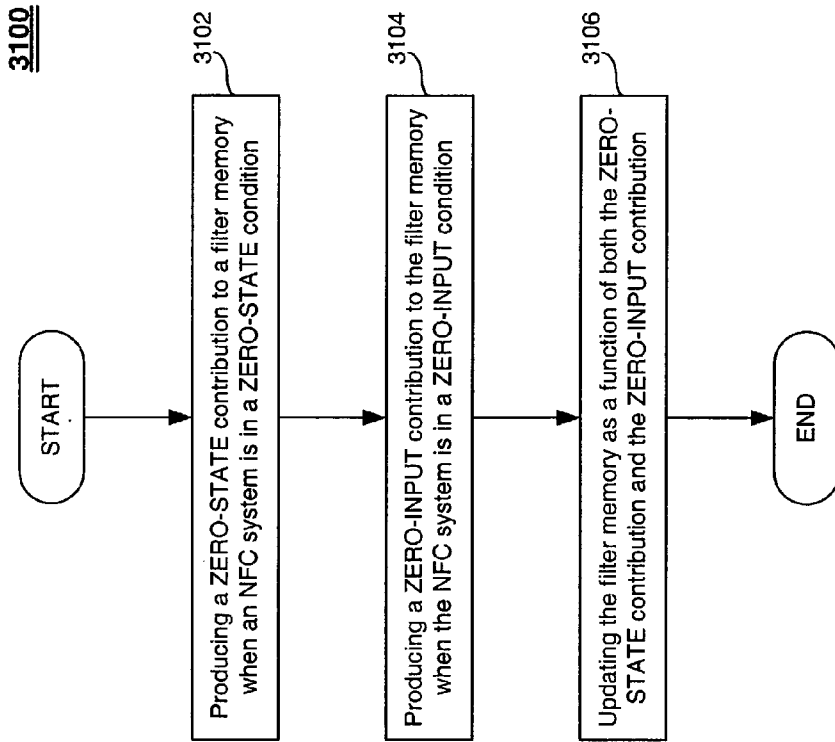 3100
START
3102
Producing a ZERO-STATE contribution to a filter memory
when an NFC system is in a ZERO-STATE condition
3104
Producing a ZERO-INPUT contribution to the filter memory
when the NFC system is in a ZERO-INPUT condition
3106
Updating the filter memory as a function of both the ZERO-
STATE contribution and the ZERO-INPUT contribution
END